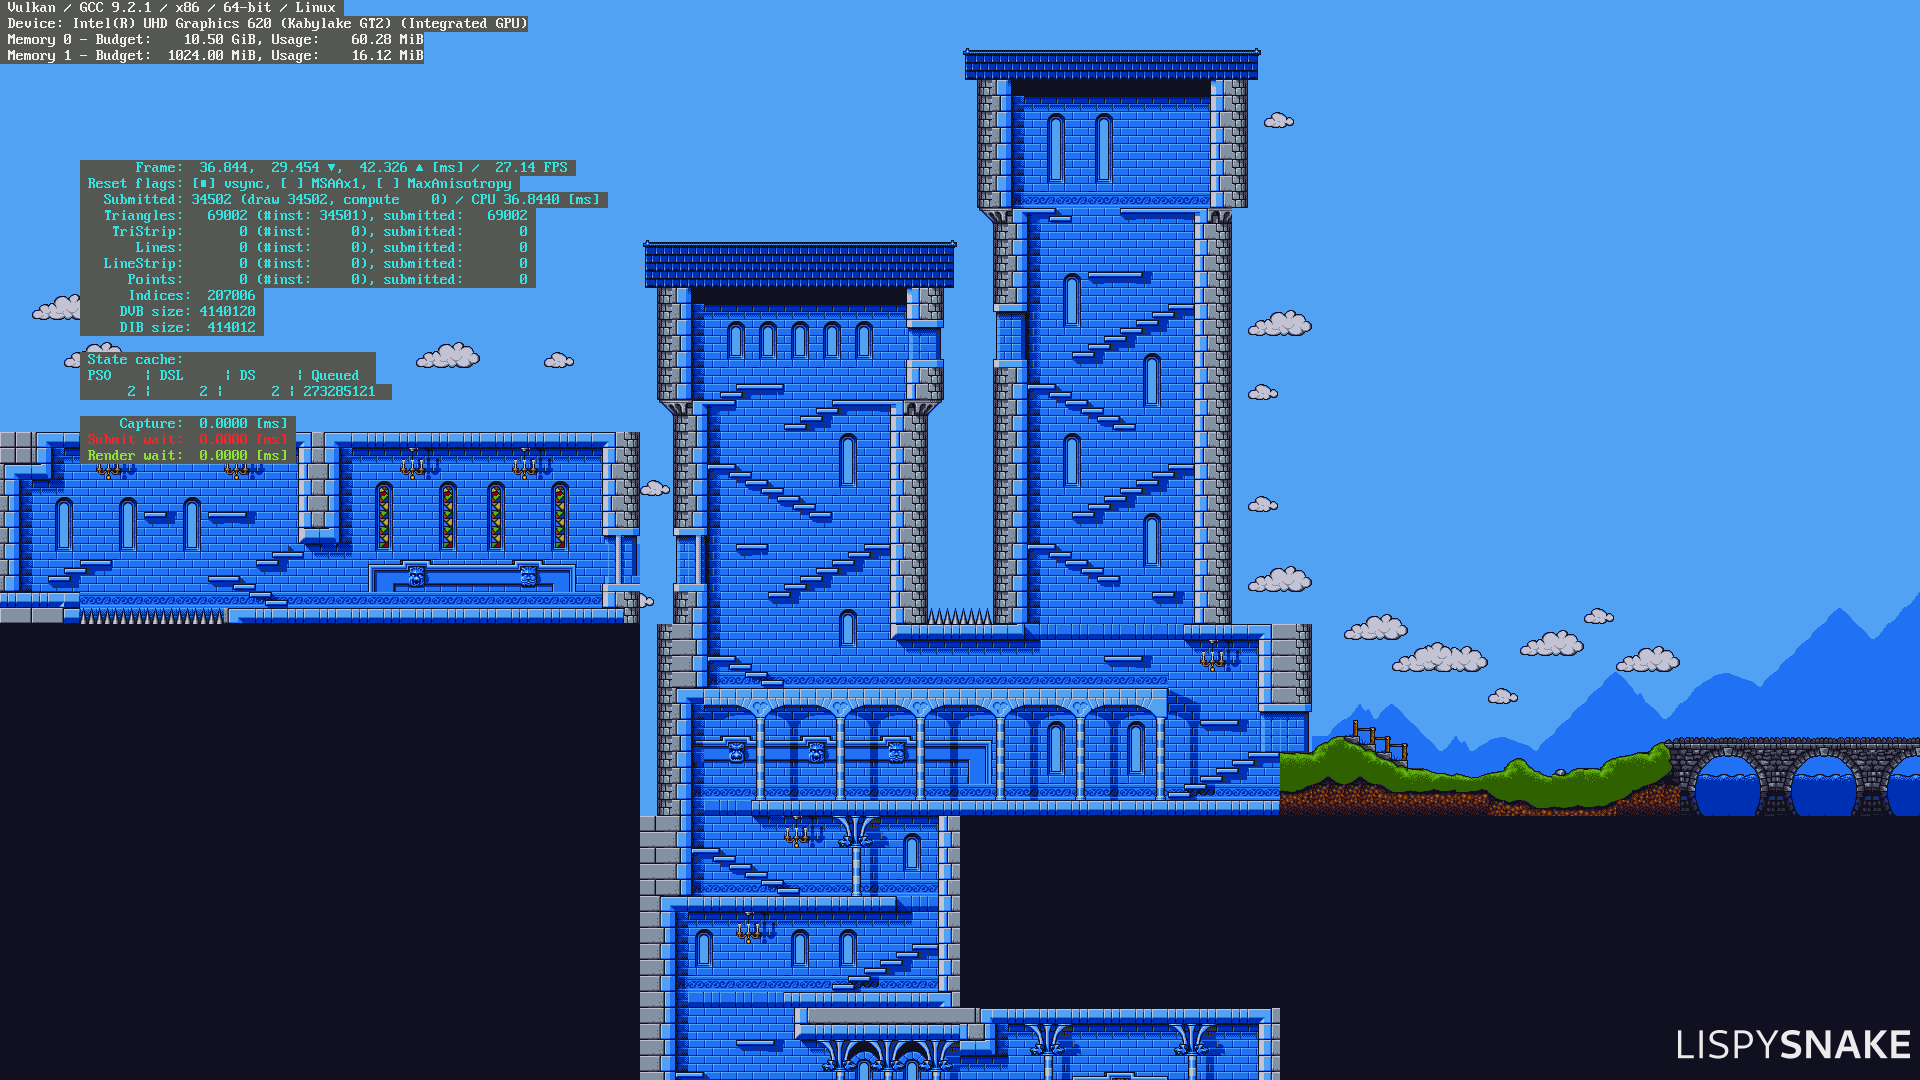 Vulkan / GCC 9.2.1 / x86 / 64-bit / Linux
Device: Intel(R) UHD Graphics 620 (Kabylake GT2) (Integrated GPU)
Memory 0 - Budget: 10.50 GiB, Usage: 60.28 MiB
Memory 1 - Budget: 1024.00 MiB, Usage: 16.12 MiB
Frame: 36.844, 29.454 ▼, 42.326 ▲ [ms] / 27.14 FPS
Reset flags: [■] vsync, [ ] MSAAx1, [ ] MaxAnisotropy
Submitted: 34502 (draw 34502, compute 0) / CPU 36.8440 [ms]
Triangles: 69002 (#inst: 34501), submitted: 69002
TriStrip: 0 (#inst: 0), submitted: 0
Lines: 0 (#inst: 0), submitted: 0
LineStrip: 0 (#inst: 0), submitted: 0
Points: 0 (#inst: 0), submitted: 0
Indices: 207006
DVB size: 4140120
DIB size: 414012
State cache:
PSO | DSL | DS | Queued
2 | 2 | 2 | 273285121
Capture: 0.0000 [ms]
Submit wait: 0.0000 [ms]
Render wait: 0.0000 [ms]
LISPYSNAKE